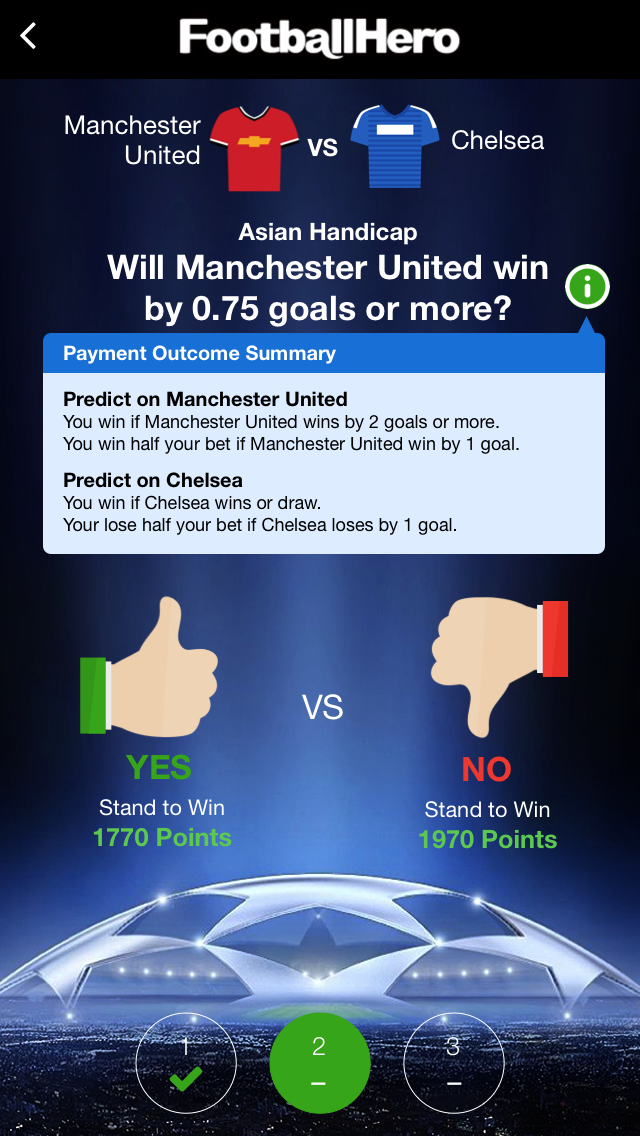 FootballHero
Manchester
United
VS
Chelsea
Asian Handicap
Will Manchester United win
by 0.75 goals or more?
i
Payment Outcome Summary
Predict on Manchester United
You win if Manchester United wins by 2 goals or more.
You win half your bet if Manchester United win by 1 goal.
Predict on Chelsea
You win if Chelsea wins or draw.
Your lose half your bet if Chelsea loses by 1 goal.
VS
YES
NO
Stand to Win
Stand to Win
1770 Points
1970 Points
1
2
3
–
–